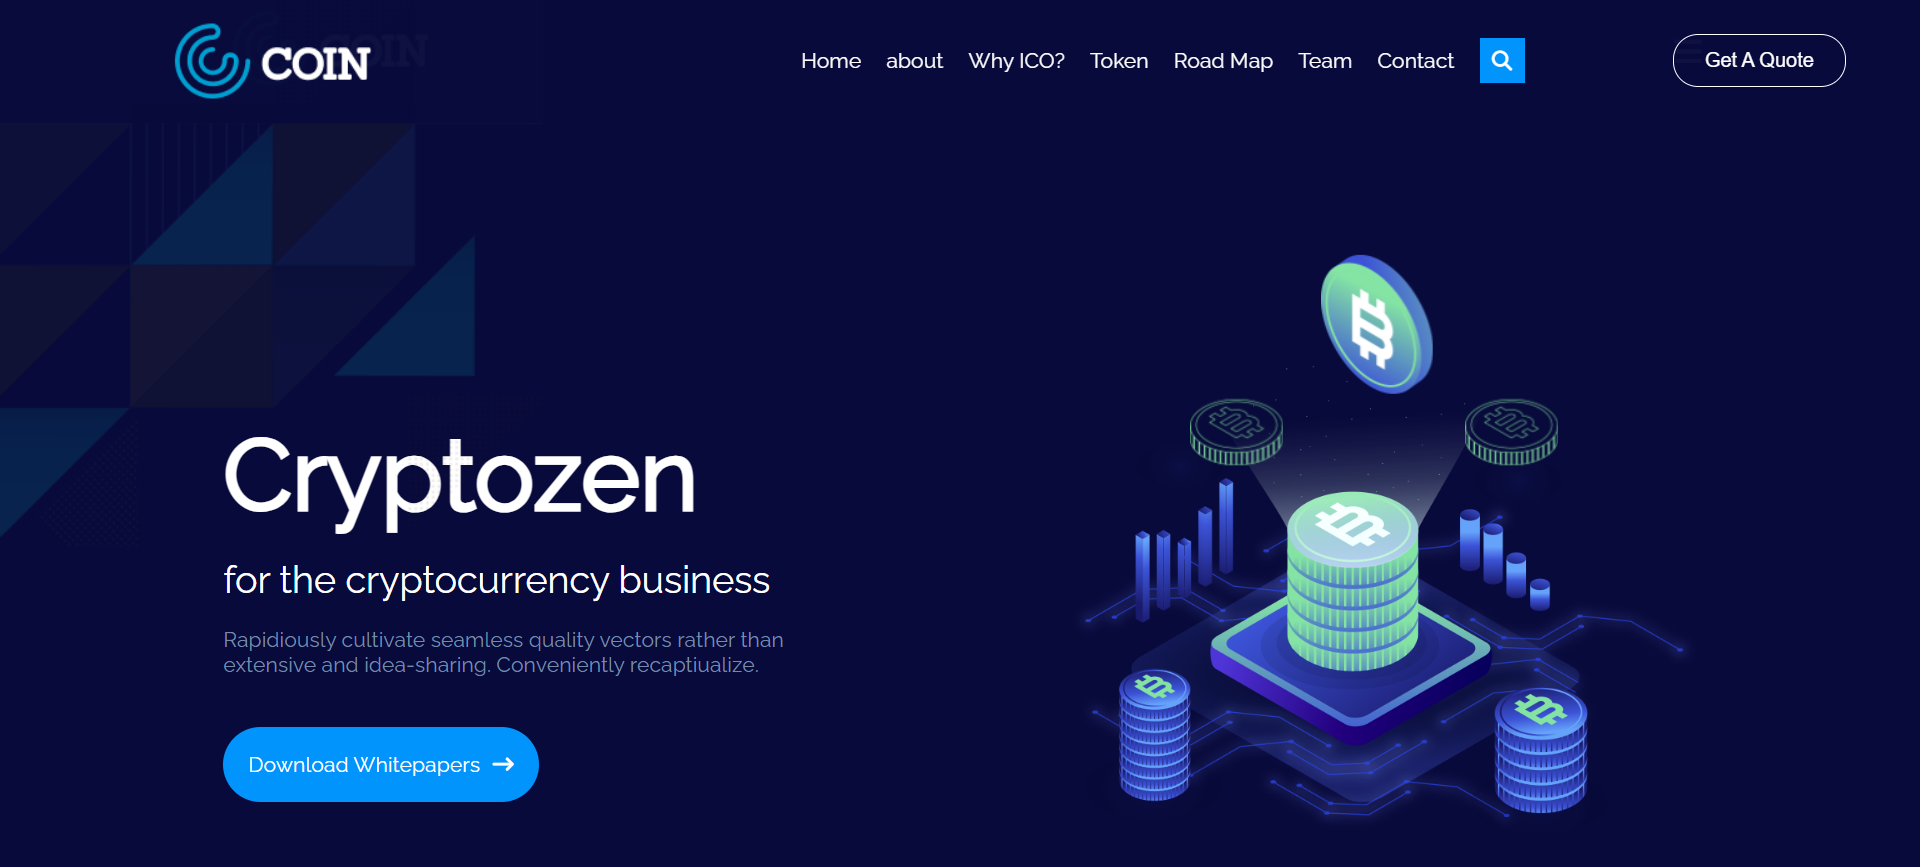 COIN
Home about Why ICO? Token Road Map Team Contact
Get A Quote
Cryptozen
for the cryptocurrency business
Rapidiously cultivate seamless quality vectors rather than
extensive and idea-sharing. Conveniently recaptiualize.
Download Whitepapers